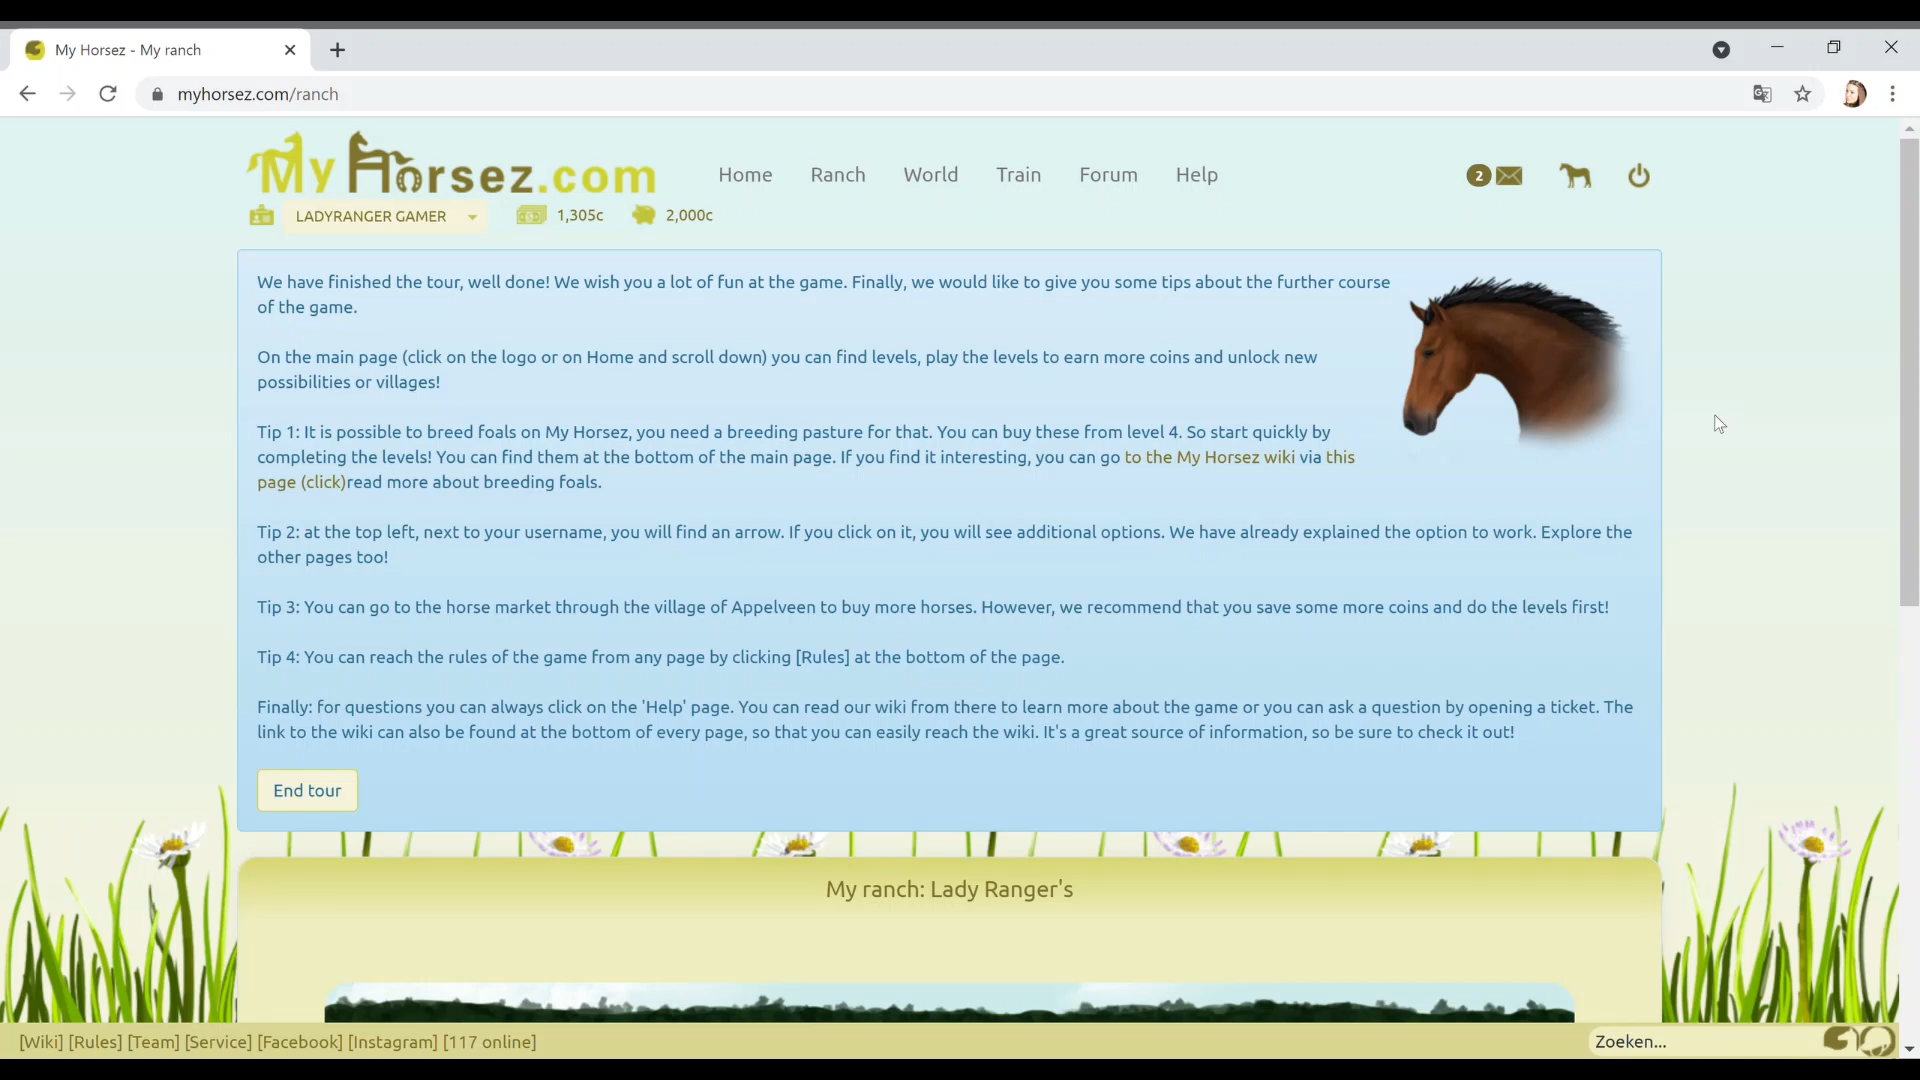 My Horsez - My ranch
myhorsez.com/ranch
My Horsez.com
Home Ranch World Train Forum Help
2
LADYRANGER GAMER 1,305c 2,000c
We have finished the tour, well done! We wish you a lot of fun at the game. Finally, we would like to give you some tips about the further course
of the game.
On the main page (click on the logo or on Home and scroll down) you can find levels, play the levels to earn more coins and unlock new
possibilities or villages!
Tip 1: It is possible to breed foals on My Horsez, you need a breeding pasture for that. You can buy these from level 4. So start quickly by
completing the levels! You can find them at the bottom of the main page. If you find it interesting, you can go to the My Horsez wiki via this
page (click)read more about breeding foals.
Tip 2: at the top left, next to your username, you will find an arrow. If you click on it, you will see additional options. We have already explained the option to work. Explore the
other pages too!
Tip 3: You can go to the horse market through the village of Appelveen to buy more horses. However, we recommend that you save some more coins and do the levels first!
Tip 4: You can reach the rules of the game from any page by clicking [Rules] at the bottom of the page.
Finally: for questions you can always click on the 'Help' page. You can read our wiki from there to learn more about the game or you can ask a question by opening a ticket. The
link to the wiki can also be found at the bottom of every page, so that you can easily reach the wiki. It's a great source of information, so be sure to check it out!
End tour
My ranch: Lady Ranger's
[Wiki] [Rules] [Team] [Service] [Facebook] [Instagram] [117 online]
Zoeken...